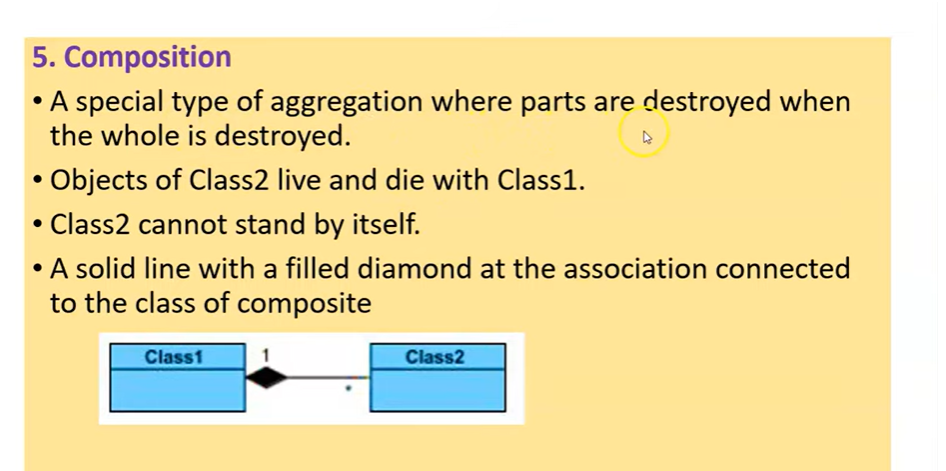 5. Composition
• A special type of aggregation where parts are destroyed when
the whole is destroyed.
• Objects of Class2 live and die with Class1.
• Class2 cannot stand by itself.
• A solid line with a filled diamond at the association connected
to the class of composite
Class1 1 Class2
*